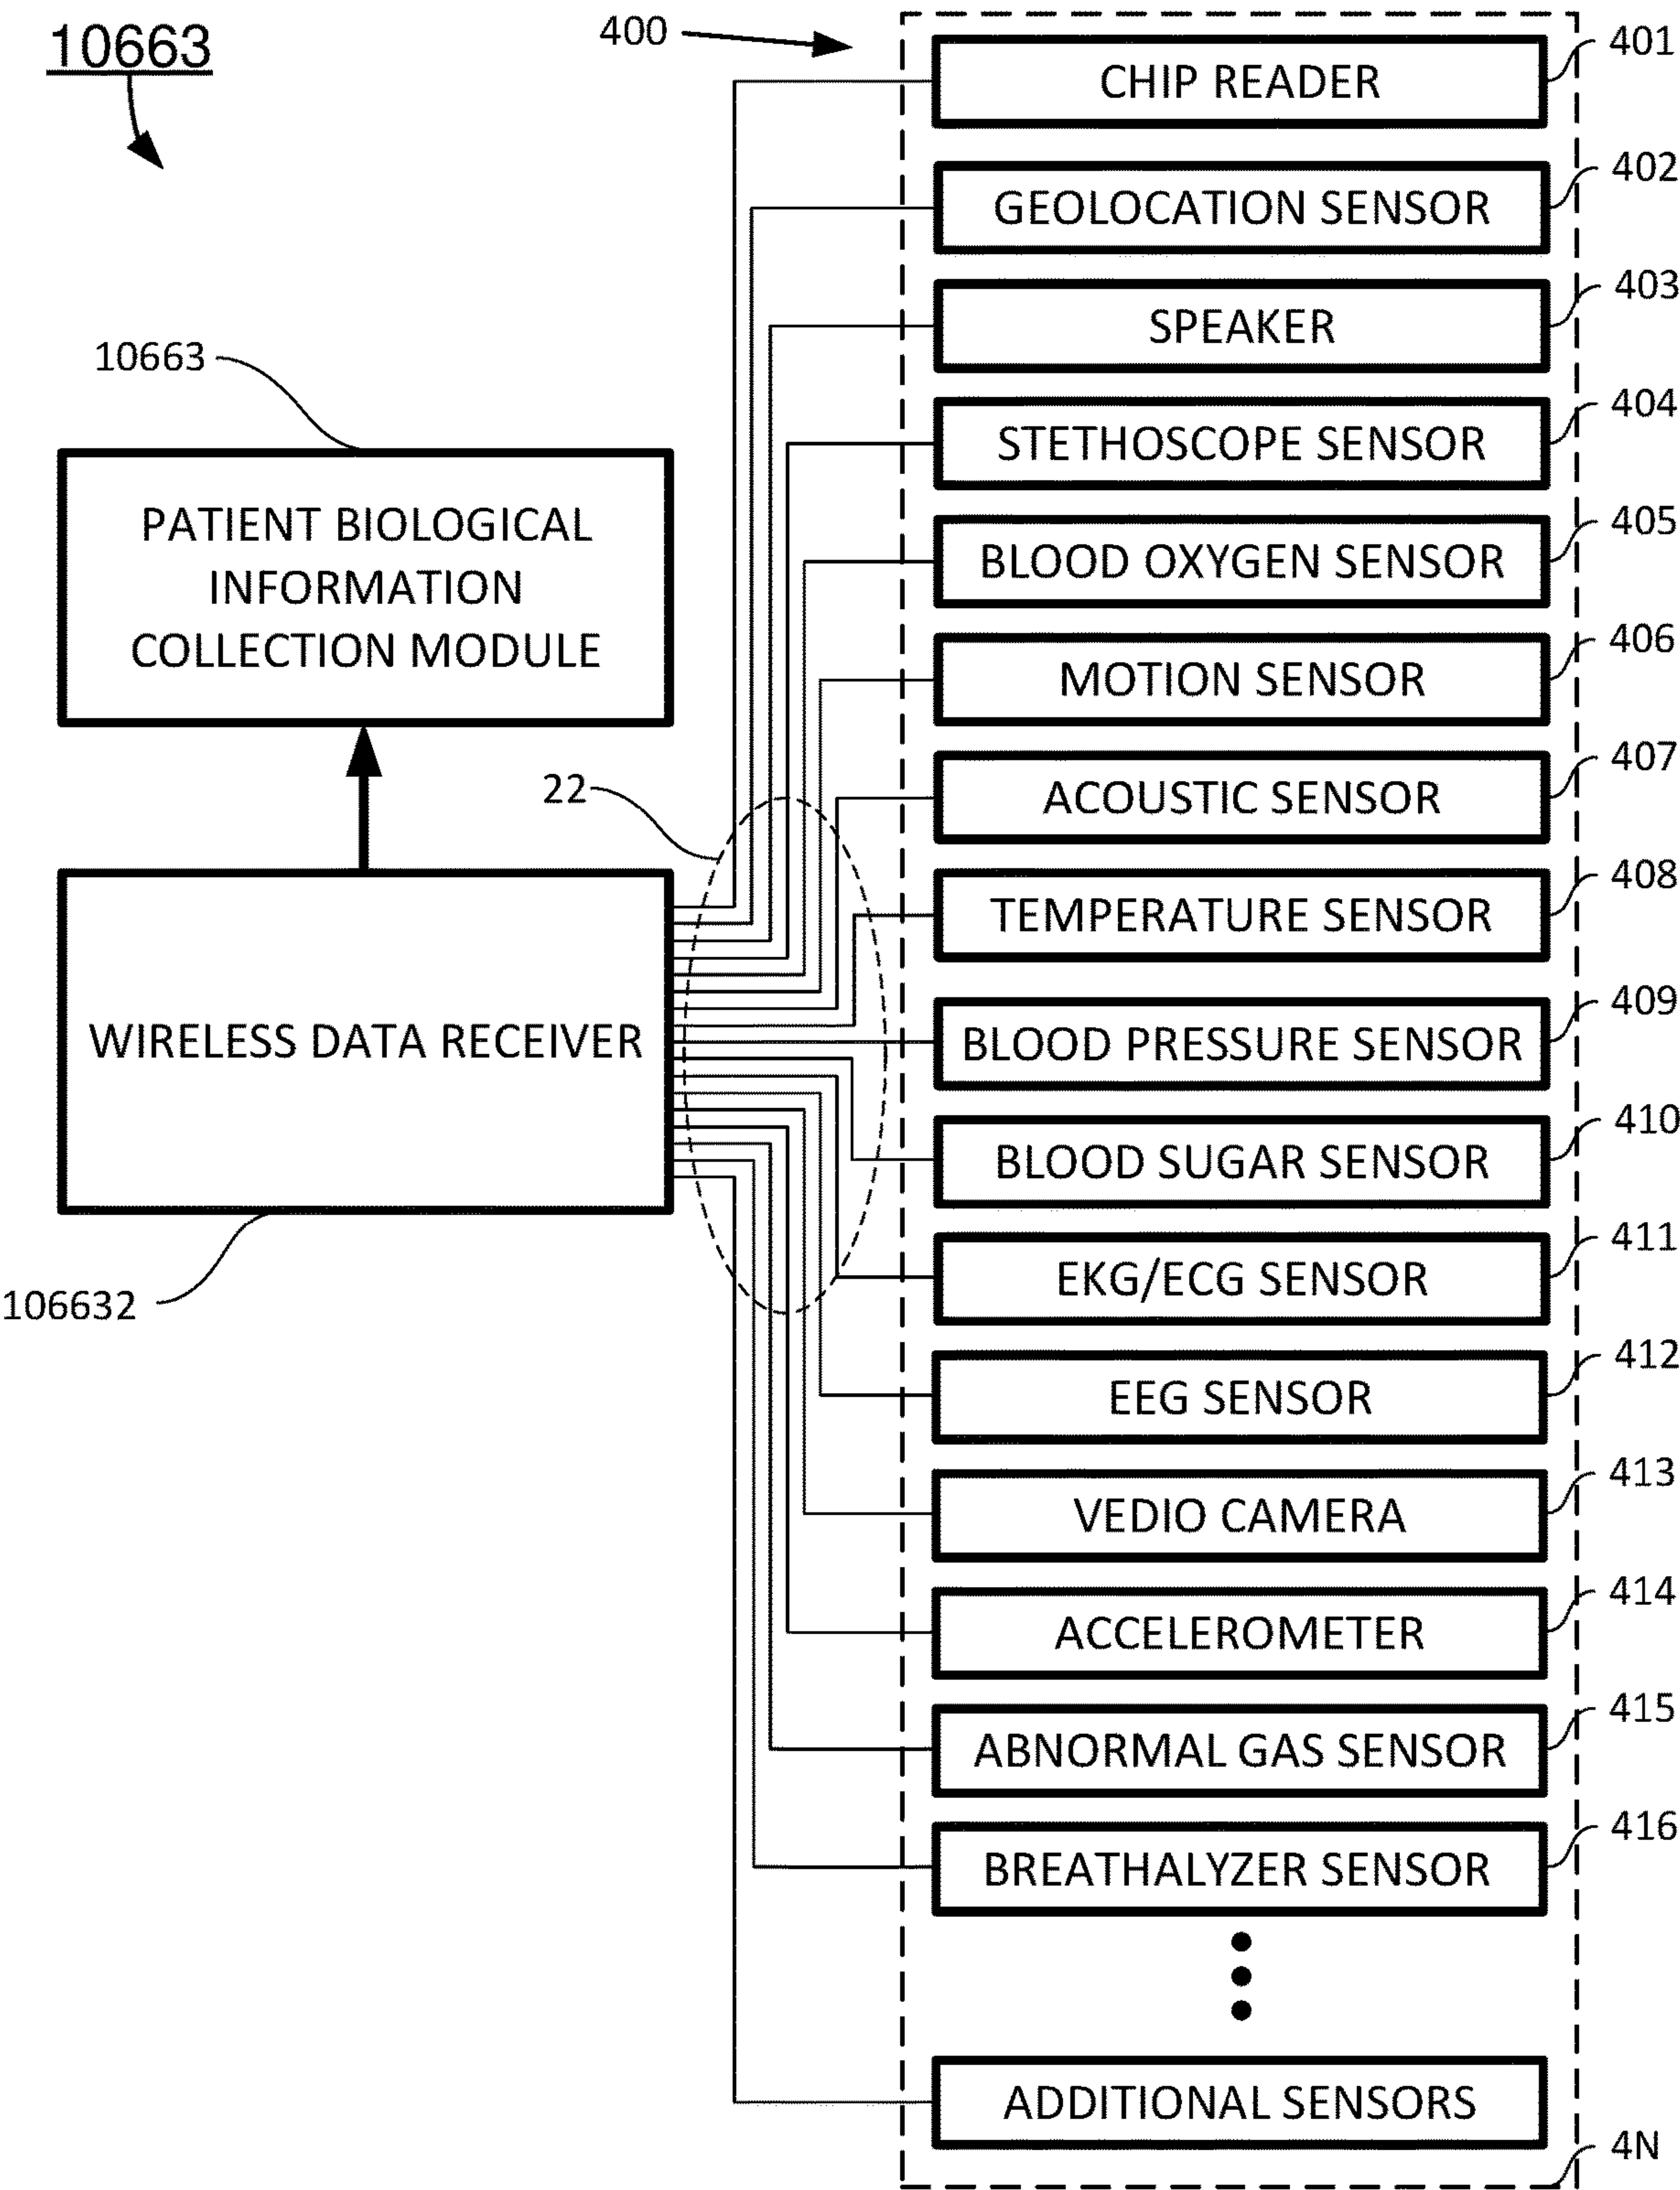 10663
400
CHIP READER
401
GEOLOCATION SENSOR
402
SPEAKER
403
10663
STETHOSCOPE SENSOR
404
PATIENT BIOLOGICAL
INFORMATION
COLLECTION MODULE
BLOOD OXYGEN SENSOR
405
MOTION SENSOR
406
22
ACOUSTIC SENSOR
407
TEMPERATURE SENSOR
408
WIRELESS DATA RECEIVER
106632
BLOOD PRESSURE SENSOR
409
BLOOD SUGAR SENSOR
410
EKG/ECG SENSOR
411
EEG SENSOR
412
VEDIO CAMERA
413
ACCELEROMETER
414
ABNORMAL GAS SENSOR
415
BREATHALYZER SENSOR
416
ADDITIONAL SENSORS
4N